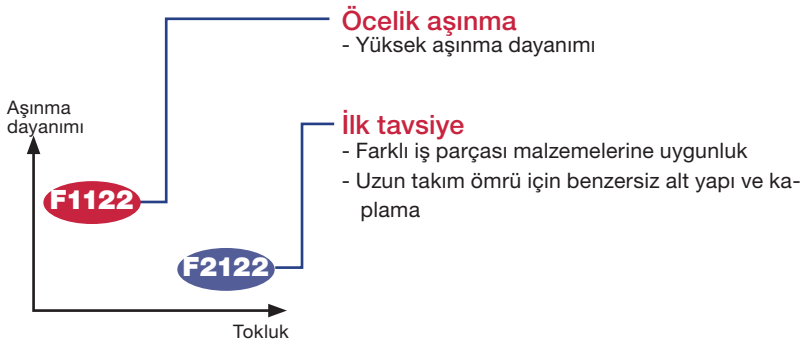 Öcelik aşınma
- Yüksek aşınma dayanımı
Aşınma
dayanımı
İlk tavsiye
- Farklı iş parçası malzemelerine uygunluk
- Uzun takım ömrü için benzersiz alt yapı ve ka-
plama
F1122
F2122
Tokluk